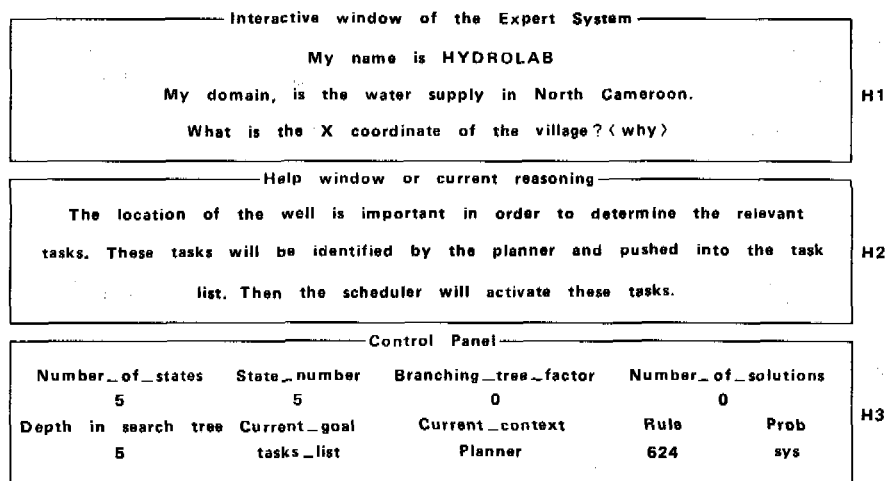 Interactive window of the Expert System
My name is HYDROLAB
My domain, is the water supply in North Cameroon.
What is the X coordinate of the village? <why>
H1
Help window or current reasoning
The location of the well is important in order to determine the relevant
tasks. These tasks will be identified by the planner and pushed into the task
list. Then the scheduler will activate these tasks.
H2
Control Panel
Number_of_states State_number Branching_tree_factor Number_of_solutions
5 5 0 0
Depth in search tree Current_goal Current_context Rule Prob
5 tasks_list Planner 624 sys
H3